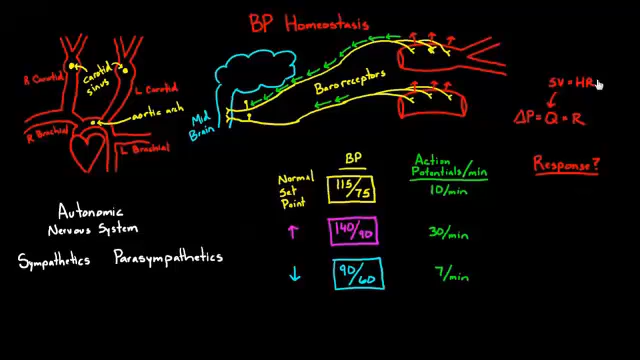 BP Homeostasis
R Carotid
carotid
sinus
L Carotid
aortic arch
R Brachial
L Brachial
Mid
Brain
Baroreceptors
SV = HR
ΔP = Q = R
Autonomic
Nervous System
Sympathetics Parasympathetics
Normal
Set
Point
BP
Action
Potentials/min
Response?
115/75
10/min
↑ 140/90 30/min
↓ 90/60 7/min